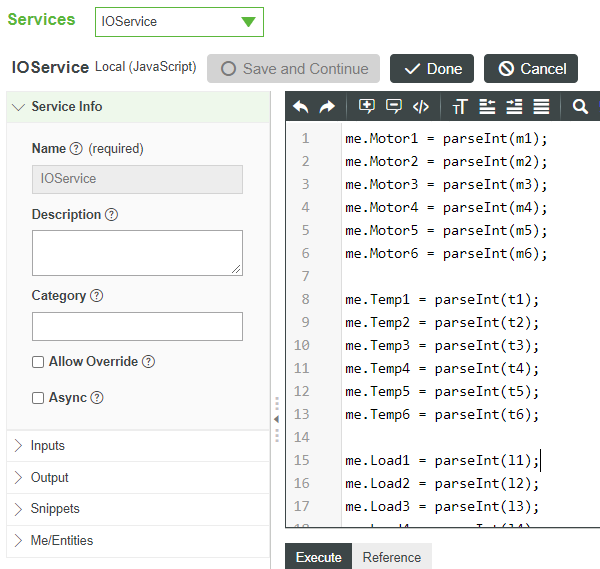 Services IOService
IOService Local (JavaScript) Save and Continue Done Cancel
Service Info
Name ? (required)
IOService
Description ?
Category ?
Allow Override ?
Async ?
Inputs
Output
Snippets
Me/Entities
1 me.Motor1 = parseInt(m1);
2 me.Motor2 = parseInt(m2);
3 me.Motor3 = parseInt(m3);
4 me.Motor4 = parseInt(m4);
5 me.Motor5 = parseInt(m5);
6 me.Motor6 = parseInt(m6);
7
8 me.Temp1 = parseInt(t1);
9 me.Temp2 = parseInt(t2);
10 me.Temp3 = parseInt(t3);
11 me.Temp4 = parseInt(t4);
12 me.Temp5 = parseInt(t5);
13 me.Temp6 = parseInt(t6);
14
15 me.Load1 = parseInt(l1);
16 me.Load2 = parseInt(l2);
17 me.Load3 = parseInt(l3);
Execute Reference